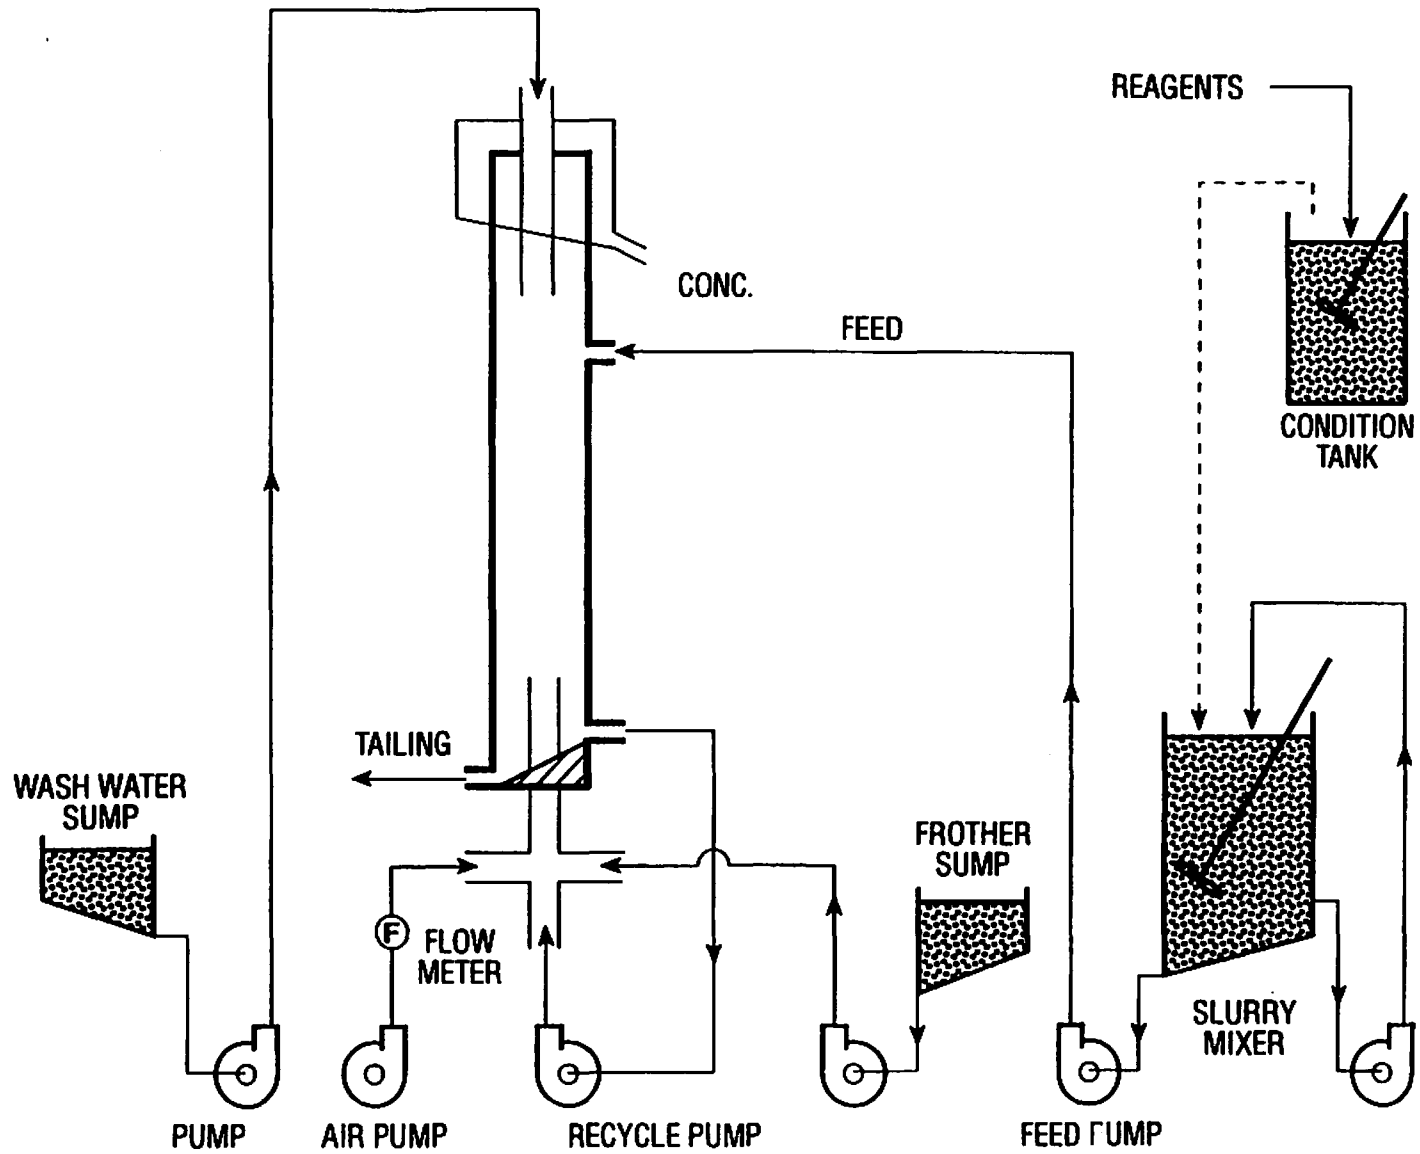 REAGENTS
CONC.
FEED
CONDITION
TANK
TAILING
WASH WATER
SUMP
FROTHER
SUMP
F
FLOW
METER
SLURRY
MIXER
PUMP
AIR PUMP
RECYCLE PUMP
FEED PUMP